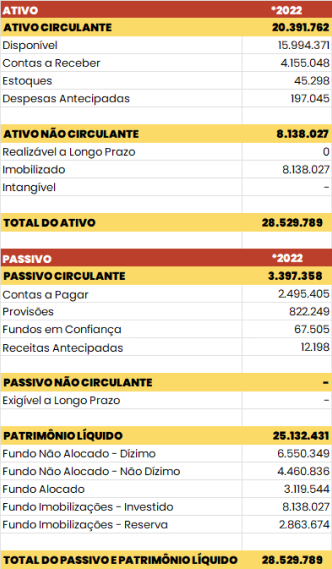 ATIVO *2022
ATIVO CIRCULANTE 20.391.762
Disponível 15.994.371
Contas a Receber 4.155.048
Estoques 45.298
Despesas Antecipadas 197.045
ATIVO NÃO CIRCULANTE 8.138.027
Realizável a Longo Prazo 0
Imobilizado 8.138.027
Intangível -
TOTAL DO ATIVO 28.529.789
PASSIVO *2022
PASSIVO CIRCULANTE 3.397.358
Contas a Pagar 2.495.405
Provisões 822.249
Fundos em Confiança 67.505
Receitas Antecipadas 12.198
PASSIVO NÃO CIRCULANTE -
Exigível a Longo Prazo -
PATRIMÔNIO LÍQUIDO 25.132.431
Fundo Não Alocado - Dízimo 6.550.349
Fundo Não Alocado - Não Dízimo 4.460.836
Fundo Alocado 3.119.544
Fundo Imobilizações - Investido 8.138.027
Fundo Imobilizações - Reserva 2.863.674
TOTAL DO PASSIVO E PATRIMÔNIO LÍQUIDO 28.529.789